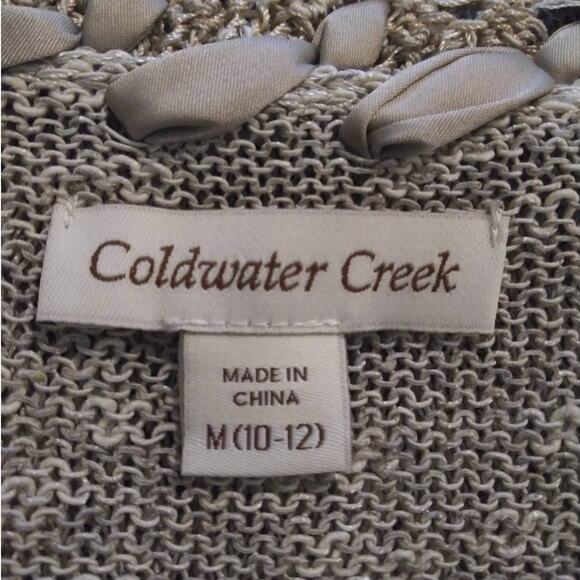 Coldwater Creek
MADE IN
CHINA
M (10-12)